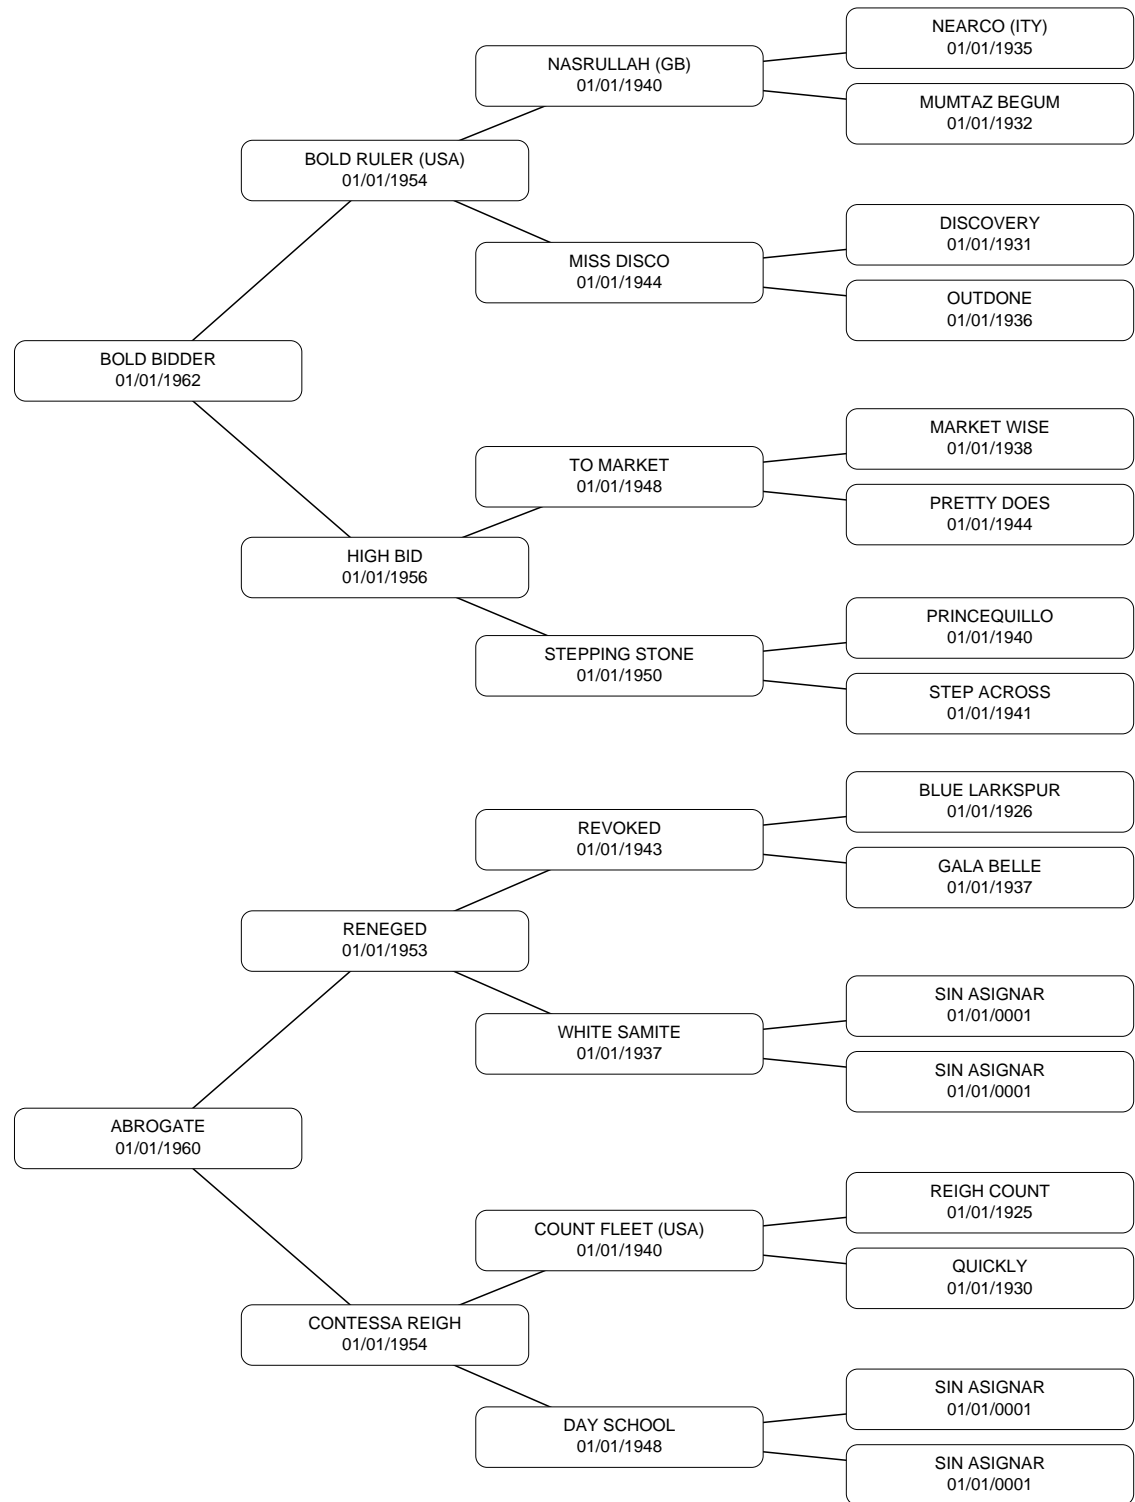 NEARCO (ITY)
01/01/1935
NASRULLAH (GB)
01/01/1940
MUMTAZ BEGUM
01/01/1932
BOLD RULER (USA)
01/01/1954
DISCOVERY
01/01/1931
MISS DISCO
01/01/1944
OUTDONE
01/01/1936
BOLD BIDDER
01/01/1962
MARKET WISE
01/01/1938
TO MARKET
01/01/1948
PRETTY DOES
01/01/1944
HIGH BID
01/01/1956
PRINCEQUILLO
01/01/1940
STEPPING STONE
01/01/1950
STEP ACROSS
01/01/1941
BLUE LARKSPUR
01/01/1926
REVOKED
01/01/1943
GALA BELLE
01/01/1937
RENEGED
01/01/1953
SIN ASIGNAR
01/01/0001
WHITE SAMITE
01/01/1937
SIN ASIGNAR
01/01/0001
ABROGATE
01/01/1960
REIGH COUNT
01/01/1925
COUNT FLEET (USA)
01/01/1940
QUICKLY
01/01/1930
CONTESSA REIGH
01/01/1954
SIN ASIGNAR
01/01/0001
DAY SCHOOL
01/01/1948
SIN ASIGNAR
01/01/0001